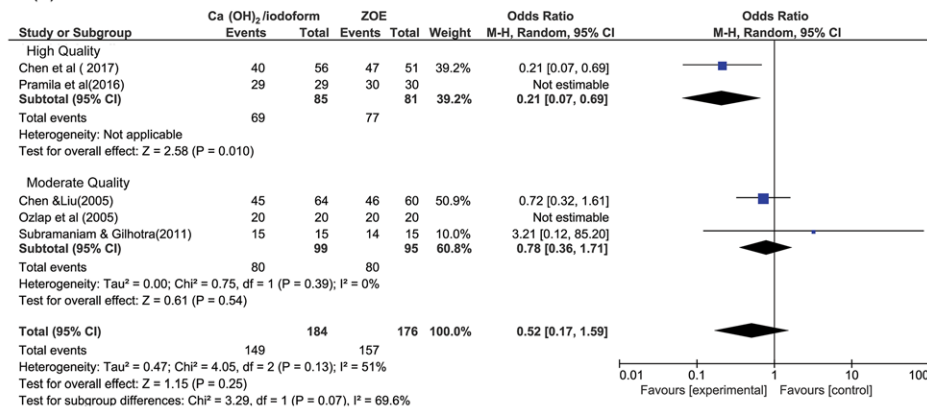 Ca (OH)₂/iodoform ZOE Odds Ratio Odds Ratio
Study or Subgroup Events Total Events Total Weight M-H, Random, 95% CI M-H, Random, 95% CI
High Quality
Chen et al ( 2017) 40 56 47 51 39.2% 0.21 [0.07, 0.69]
Pramila et al(2016) 29 29 30 30 Not estimable
Subtotal (95% CI) 85 81 39.2% 0.21 [0.07, 0.69]
Total events 69 77
Heterogeneity: Not applicable
Test for overall effect: Z = 2.58 (P = 0.010)
Moderate Quality
Chen &Liu(2005) 45 64 46 60 50.9% 0.72 [0.32, 1.61]
Ozlap et al (2005) 20 20 20 20 Not estimable
Subramaniam & Gilhotra(2011) 15 15 14 15 10.0% 3.21 [0.12, 85.20]
Subtotal (95% CI) 99 95 60.8% 0.78 [0.36, 1.71]
Total events 80 80
Heterogeneity: Tau² = 0.00; Chi² = 0.75, df = 1 (P = 0.39); I² = 0%
Test for overall effect: Z = 0.61 (P = 0.54)
Total (95% CI) 184 176 100.0% 0.52 [0.17, 1.59]
Total events 149 157
Heterogeneity: Tau² = 0.47; Chi² = 4.05, df = 2 (P = 0.13); I² = 51%
Test for overall effect: Z = 1.15 (P = 0.25)
Test for subgroup differences: Chi² = 3.29, df = 1 (P = 0.07), I² = 69.6%
0.01 0.1 1 10 100
Favours [experimental] Favours [control]